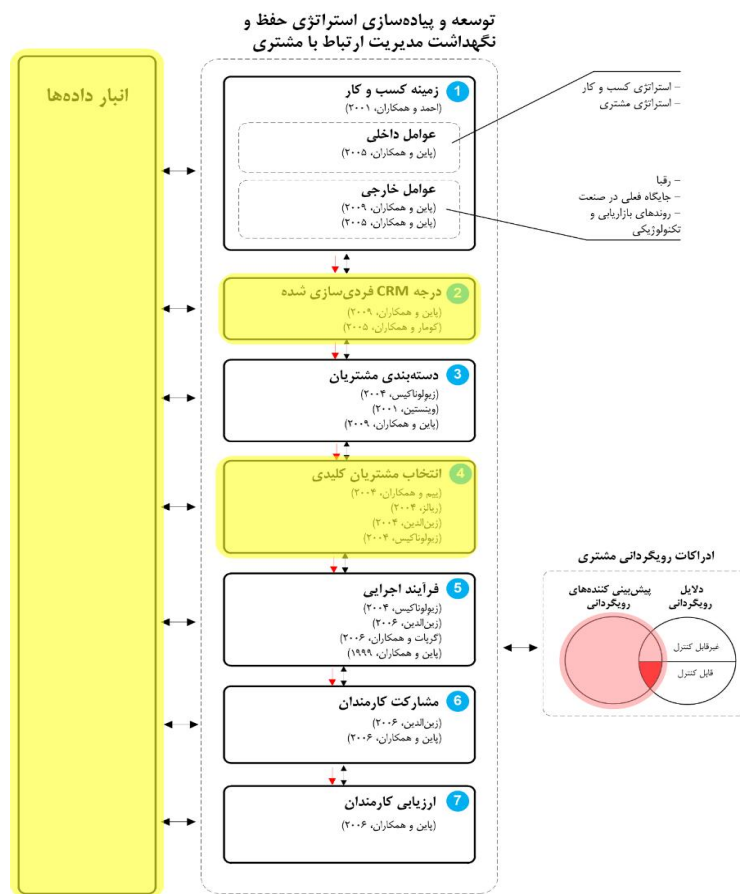 توسعه و پیاده‌سازی استراتژی حفظ و
نگهداشت مدیریت ارتباط با مشتری
انبار داده‌ها
1
زمینه کسب و کار
(احمد و همکاران، ۲۰۰۱)
عوامل داخلی
(پاین و همکاران، ۲۰۰۵)
عوامل خارجی
(پاین و همکاران، ۲۰۰۹)
(پاین و همکاران، ۲۰۰۵)
– استراتژی کسب و کار
– استراتژی مشتری
– رقبا
– جایگاه فعلی در صنعت
– روندهای بازاریابی و
تکنولوژیکی
2
درجه CRM فردی‌سازی شده
(پاین و همکاران، ۲۰۰۹)
(کومار و همکاران، ۲۰۰۵)
3
دسته‌بندی مشتریان
(زیولوناکیس، ۲۰۰۴)
(وینستین، ۲۰۰۱)
(پاین و همکاران، ۲۰۰۹)
4
انتخاب مشتریان کلیدی
(ییم و همکاران، ۲۰۰۴)
(ریالز، ۲۰۰۴)
(زین‌الدین، ۲۰۰۴)
(زیولوناکیس، ۲۰۰۴)
5
فرآیند اجرایی
(زیولوناکیس، ۲۰۰۴)
(زین‌الدین، ۲۰۰۶)
(گریات و همکاران، ۲۰۰۶)
(پاین و همکاران، ۱۹۹۹)
6
مشارکت کارمندان
(زین‌الدین، ۲۰۰۶)
(پاین و همکاران، ۲۰۰۶)
7
ارزیابی کارمندان
(پاین و همکاران، ۲۰۰۶)
ادراکات رویگردانی مشتری
دلایل
رویگردانی
پیش‌بینی کننده‌های
رویگردانی
غیرقابل کنترل
قابل کنترل